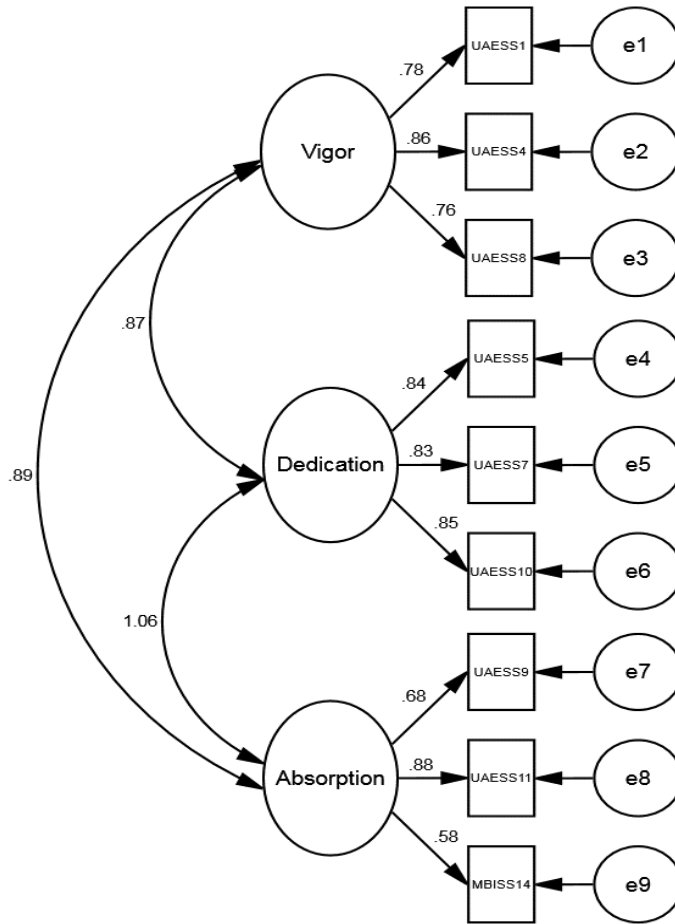 UAESS1
e1
.78
Vigor
.86
UAESS4
e2
.76
UAESS8
e3
.87
.84
UAESS5
e4
Dedication
.83
UAESS7
e5
.89
.85
UAESS10
e6
1.06
.68
UAESS9
e7
Absorption
.88
UAESS11
e8
.58
MBISS14
e9